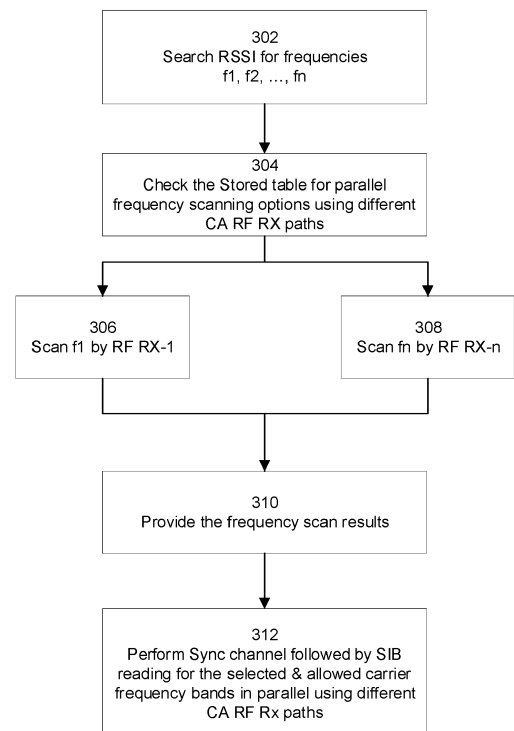 302
Search RSSI for frequencies
f1, f2, …, fn
304
Check the Stored table for parallel
frequency scanning options using different
CA RF RX paths
306
Scan f1 by RF RX-1
308
Scan fn by RF RX-n
310
Provide the frequency scan results
312
Perform Sync channel followed by SIB
reading for the selected & allowed carrier
frequency bands in parallel using different
CA RF Rx paths